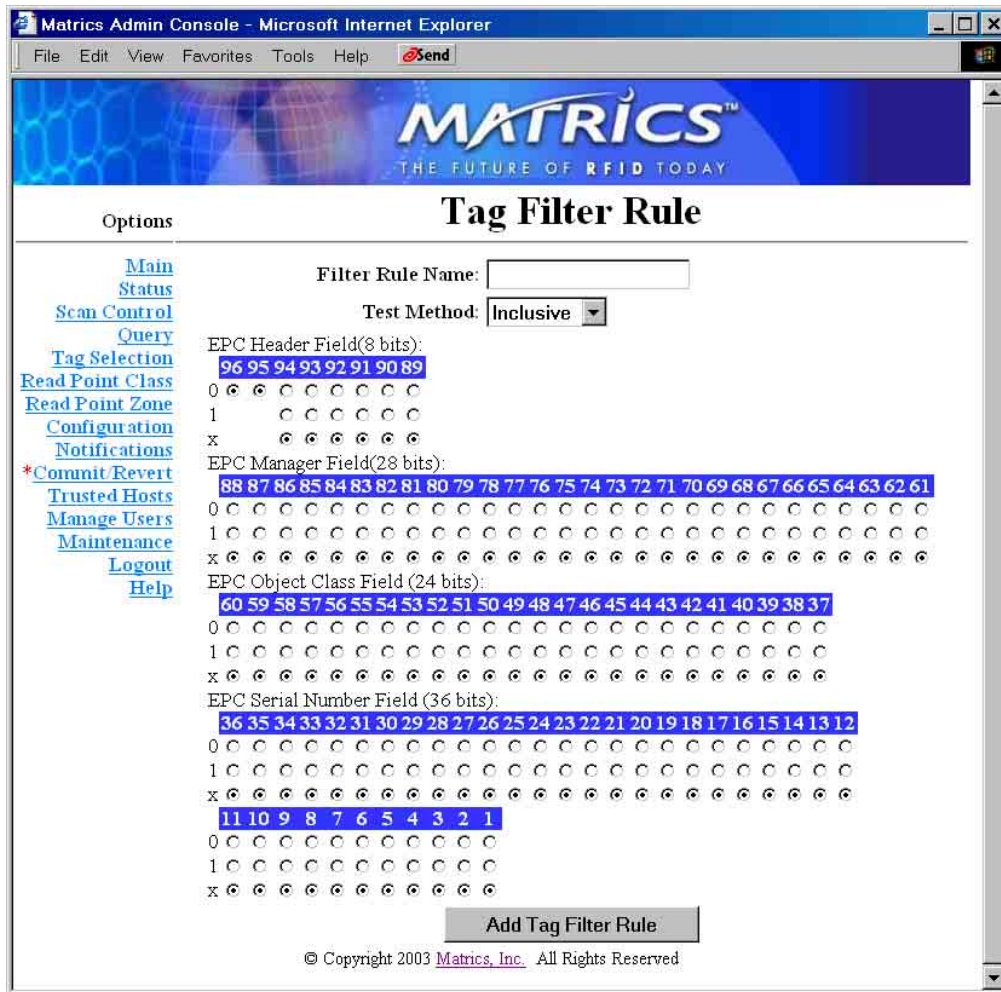 Matrics Admin Console - Microsoft Internet Explorer
File Edit View Favorites Tools Help eSend
MATRICS™
THE FUTURE OF RFID TODAY
Options
Tag Filter Rule
Main
Status
Scan Control
Query
Tag Selection
Read Point Class
Read Point Zone
Configuration
Notifications
*Commit/Revert
Trusted Hosts
Manage Users
Maintenance
Logout
Help
Filter Rule Name:
Test Method: Inclusive
EPC Header Field(8 bits):
96 95 94 93 92 91 90 89
0
1
x
EPC Manager Field(28 bits):
88 87 86 85 84 83 82 81 80 79 78 77 76 75 74 73 72 71 70 69 68 67 66 65 64 63 62 61
0
1
x
EPC Object Class Field (24 bits):
60 59 58 57 56 55 54 53 52 51 50 49 48 47 46 45 44 43 42 41 40 39 38 37
0
1
x
EPC Serial Number Field (36 bits):
36 35 34 33 32 31 30 29 28 27 26 25 24 23 22 21 20 19 18 17 16 15 14 13 12
0
1
x
11 10 9 8 7 6 5 4 3 2 1
0
1
x
Add Tag Filter Rule
© Copyright 2003 Matrics, Inc. All Rights Reserved